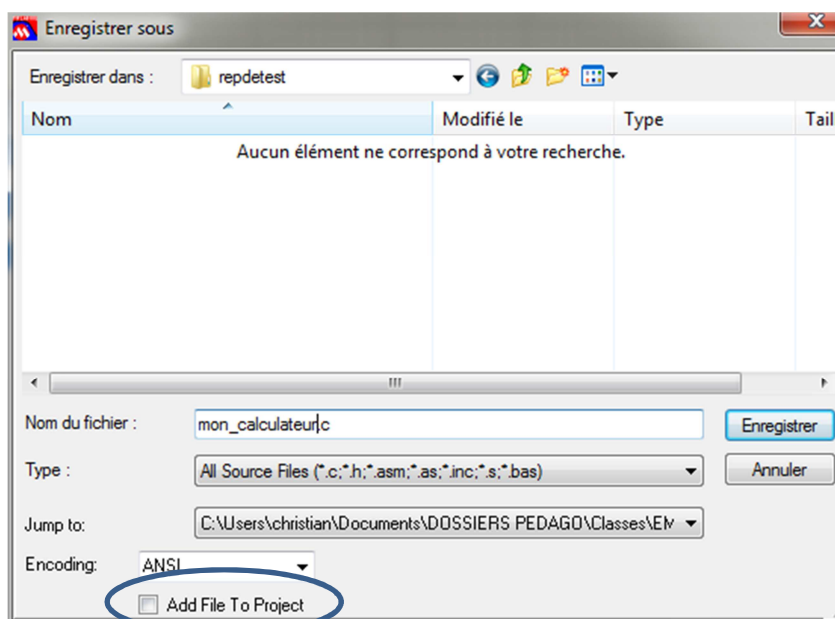 Enregistrer sous
Enregistrer dans : repdetest
Nom Modifié le Type Tail
Aucun élément ne correspond à votre recherche.
Nom du fichier : mon_calculateur.c Enregistrer
Type : All Source Files (*.c;*.h;*.asm;*.as;*.inc;*.s;*.bas) Annuler
Jump to: C:\Users\christian\Documents\DOSSIERS PEDAGO\Classes\EM
Encoding: ANSI
Add File To Project